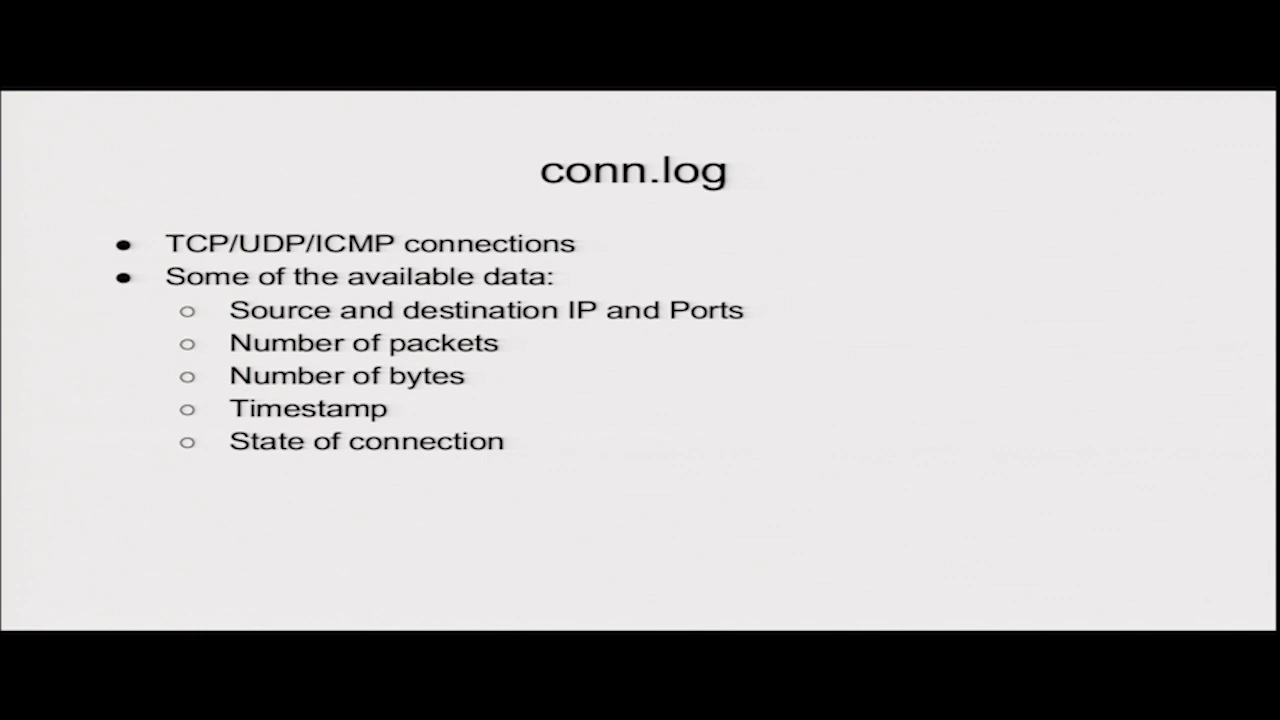 conn.log
● TCP/UDP/ICMP connections
● Some of the available data:
○ Source and destination IP and Ports
○ Number of packets
○ Number of bytes
○ Timestamp
○ State of connection